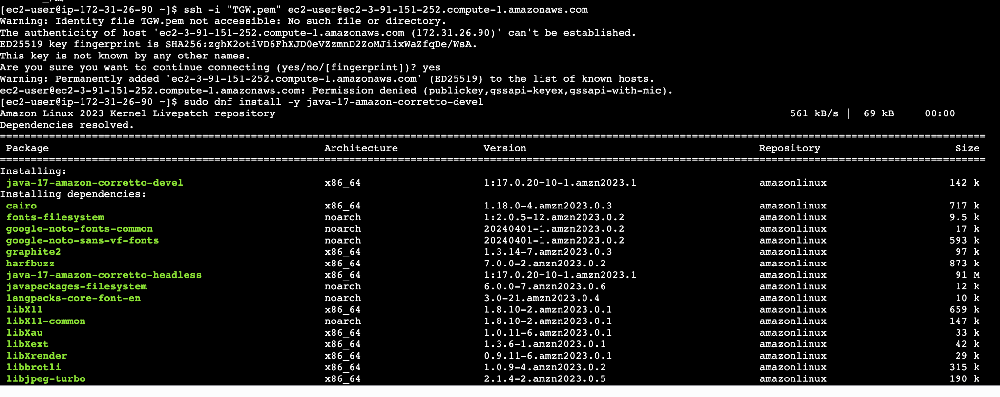 [ec2-user@ip-172-31-26-90 ~]$ ssh -i "TGW.pem" ec2-user@ec2-3-91-151-252.compute-1.amazonaws.com
Warning: Identity file TGW.pem not accessible: No such file or directory.
The authenticity of host 'ec2-3-91-151-252.compute-1.amazonaws.com (172.31.26.90)' can't be established.
ED25519 key fingerprint is SHA256:zghK2otiVD6FhXJD0eVZzmnD2ZoMJiixWaZfqDe/WsA.
This key is not known by any other names.
Are you sure you want to continue connecting (yes/no/[fingerprint])? yes
Warning: Permanently added 'ec2-3-91-151-252.compute-1.amazonaws.com' (ED25519) to the list of known hosts.
ec2-user@ec2-3-91-151-252.compute-1.amazonaws.com: Permission denied (publickey,gssapi-keyex,gssapi-with-mic).
[ec2-user@ip-172-31-26-90 ~]$ sudo dnf install -y java-17-amazon-corretto-devel
Amazon Linux 2023 Kernel Livepatch repository 561 kB/s | 69 kB 00:00
Dependencies resolved.
Package Architecture Version Repository Size
Installing:
java-17-amazon-corretto-devel x86_64 1:17.0.20+10-1.amzn2023.1 amazonlinux 142 k
Installing dependencies:
cairo x86_64 1.18.0-4.amzn2023.0.3 amazonlinux 717 k
fonts-filesystem noarch 1:2.0.5-12.amzn2023.0.2 amazonlinux 9.5 k
google-noto-fonts-common noarch 20240401-1.amzn2023.0.2 amazonlinux 17 k
google-noto-sans-vf-fonts noarch 20240401-1.amzn2023.0.2 amazonlinux 593 k
graphite2 x86_64 1.3.14-7.amzn2023.0.3 amazonlinux 97 k
harfbuzz x86_64 7.0.0-2.amzn2023.0.2 amazonlinux 873 k
java-17-amazon-corretto-headless x86_64 1:17.0.20+10-1.amzn2023.1 amazonlinux 91 M
javapackages-filesystem noarch 6.0.0-7.amzn2023.0.6 amazonlinux 12 k
langpacks-core-font-en noarch 3.0-21.amzn2023.0.4 amazonlinux 10 k
libX11 x86_64 1.8.10-2.amzn2023.0.1 amazonlinux 659 k
libX11-common noarch 1.8.10-2.amzn2023.0.1 amazonlinux 147 k
libXau x86_64 1.0.11-6.amzn2023.0.1 amazonlinux 33 k
libXext x86_64 1.3.6-1.amzn2023.0.1 amazonlinux 42 k
libXrender x86_64 0.9.11-6.amzn2023.0.1 amazonlinux 29 k
libbrotli x86_64 1.0.9-4.amzn2023.0.2 amazonlinux 315 k
libjpeg-turbo x86_64 2.1.4-2.amzn2023.0.5 amazonlinux 190 k